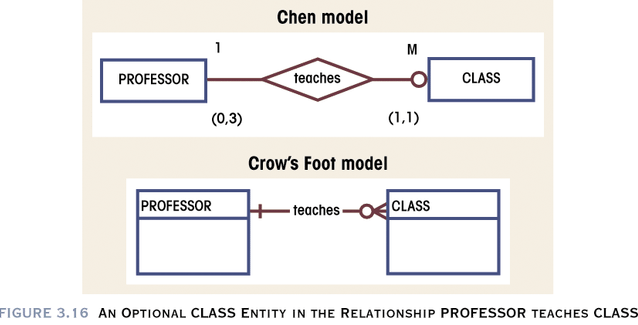 Chen model
1
M
PROFESSOR
teaches
CLASS
(0,3)
(1,1)
Crow's Foot model
PROFESSOR
teaches
CLASS
FIGURE 3.16 AN OPTIONAL CLASS ENTITY IN THE RELATIONSHIP PROFESSOR TEACHES CLASS